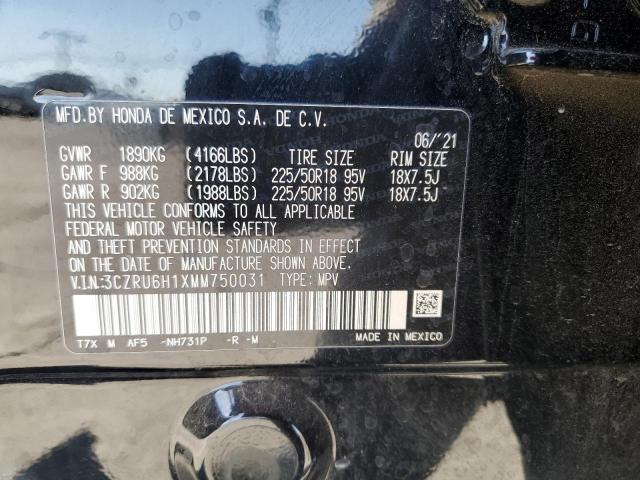 MFD. BY HONDA DE MEXICO S.A. DE C.V.
06/'21
GVWR 1890KG (4166LBS) TIRE SIZE RIM SIZE
GAWR F 988KG (2178LBS) 225/50R18 95V 18X7.5J
GAWR R 902KG (1988LBS) 225/50R18 95V 18X7.5J
THIS VEHICLE CONFORMS TO ALL APPLICABLE
FEDERAL MOTOR VEHICLE SAFETY
AND THEFT PREVENTION STANDARDS IN EFFECT
ON THE DATE OF MANUFACTURE SHOWN ABOVE.
V.I.N:3CZRU6H1XMM750031 TYPE: MPV
T7X M AF5 -NH731P -R -M MADE IN MEXICO